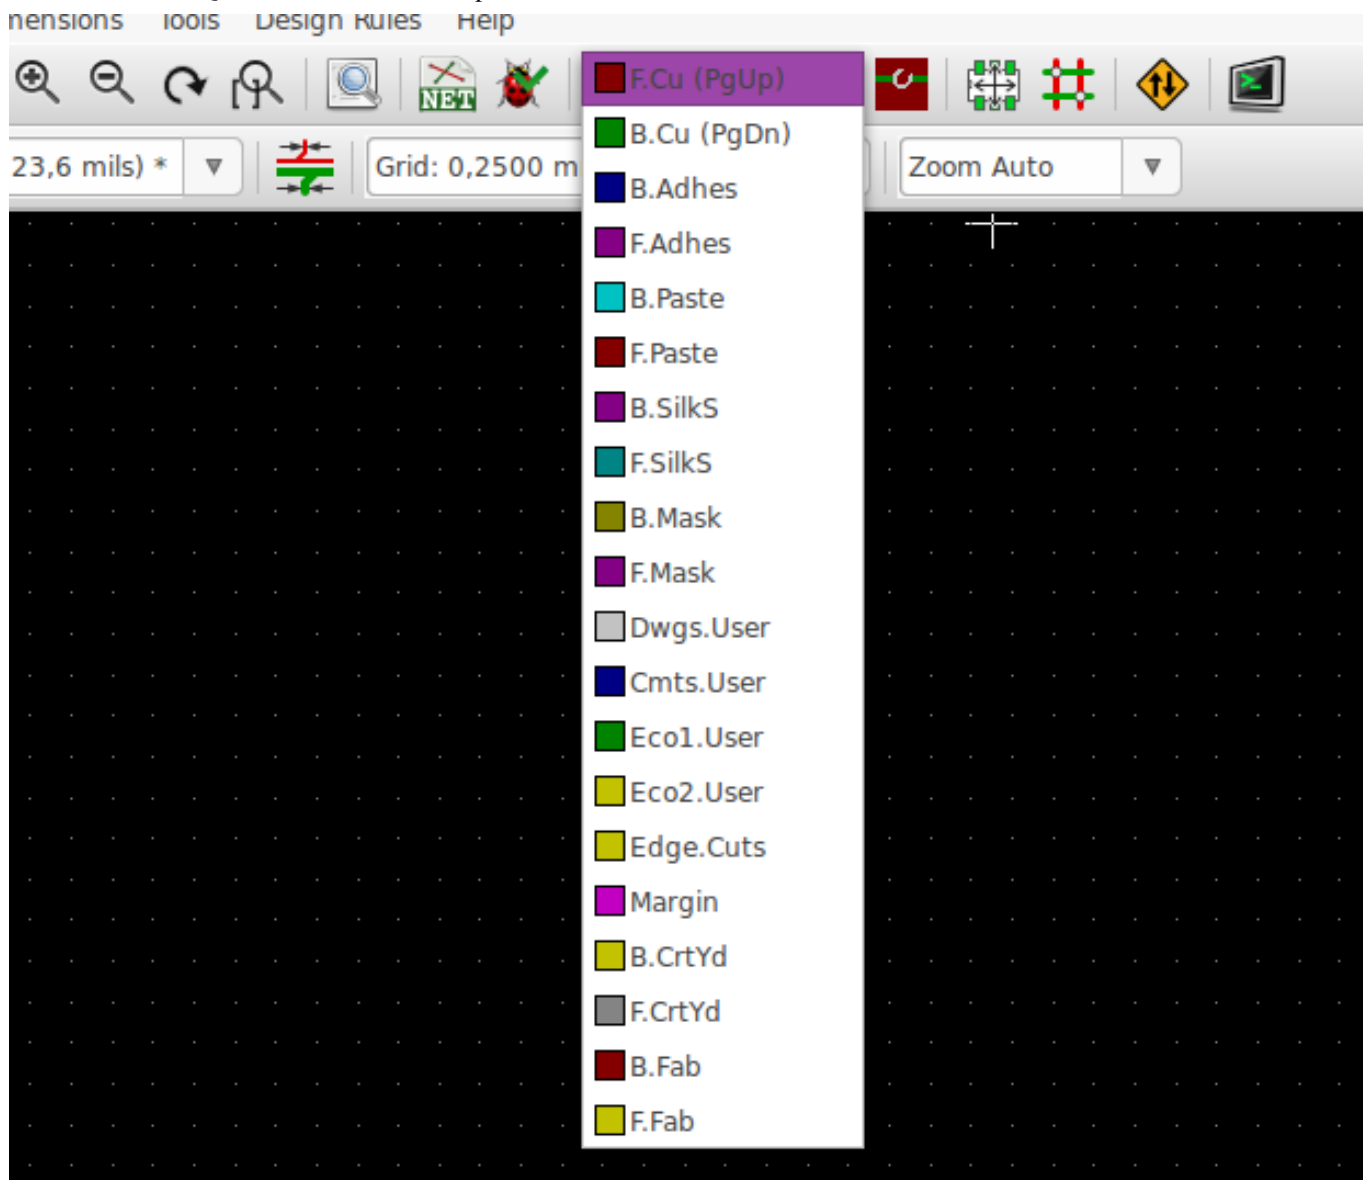 Tools Design Rules Help
NET
F.Cu (PgUp)
B.Cu (PgDn)
23,6 mils) *
Grid: 0,2500 m
Zoom Auto
B.Adhes
F.Adhes
B.Paste
F.Paste
B.SilkS
F.SilkS
B.Mask
F.Mask
Dwgs.User
Cmts.User
Eco1.User
Eco2.User
Edge.Cuts
Margin
B.CrtYd
F.CrtYd
B.Fab
F.Fab